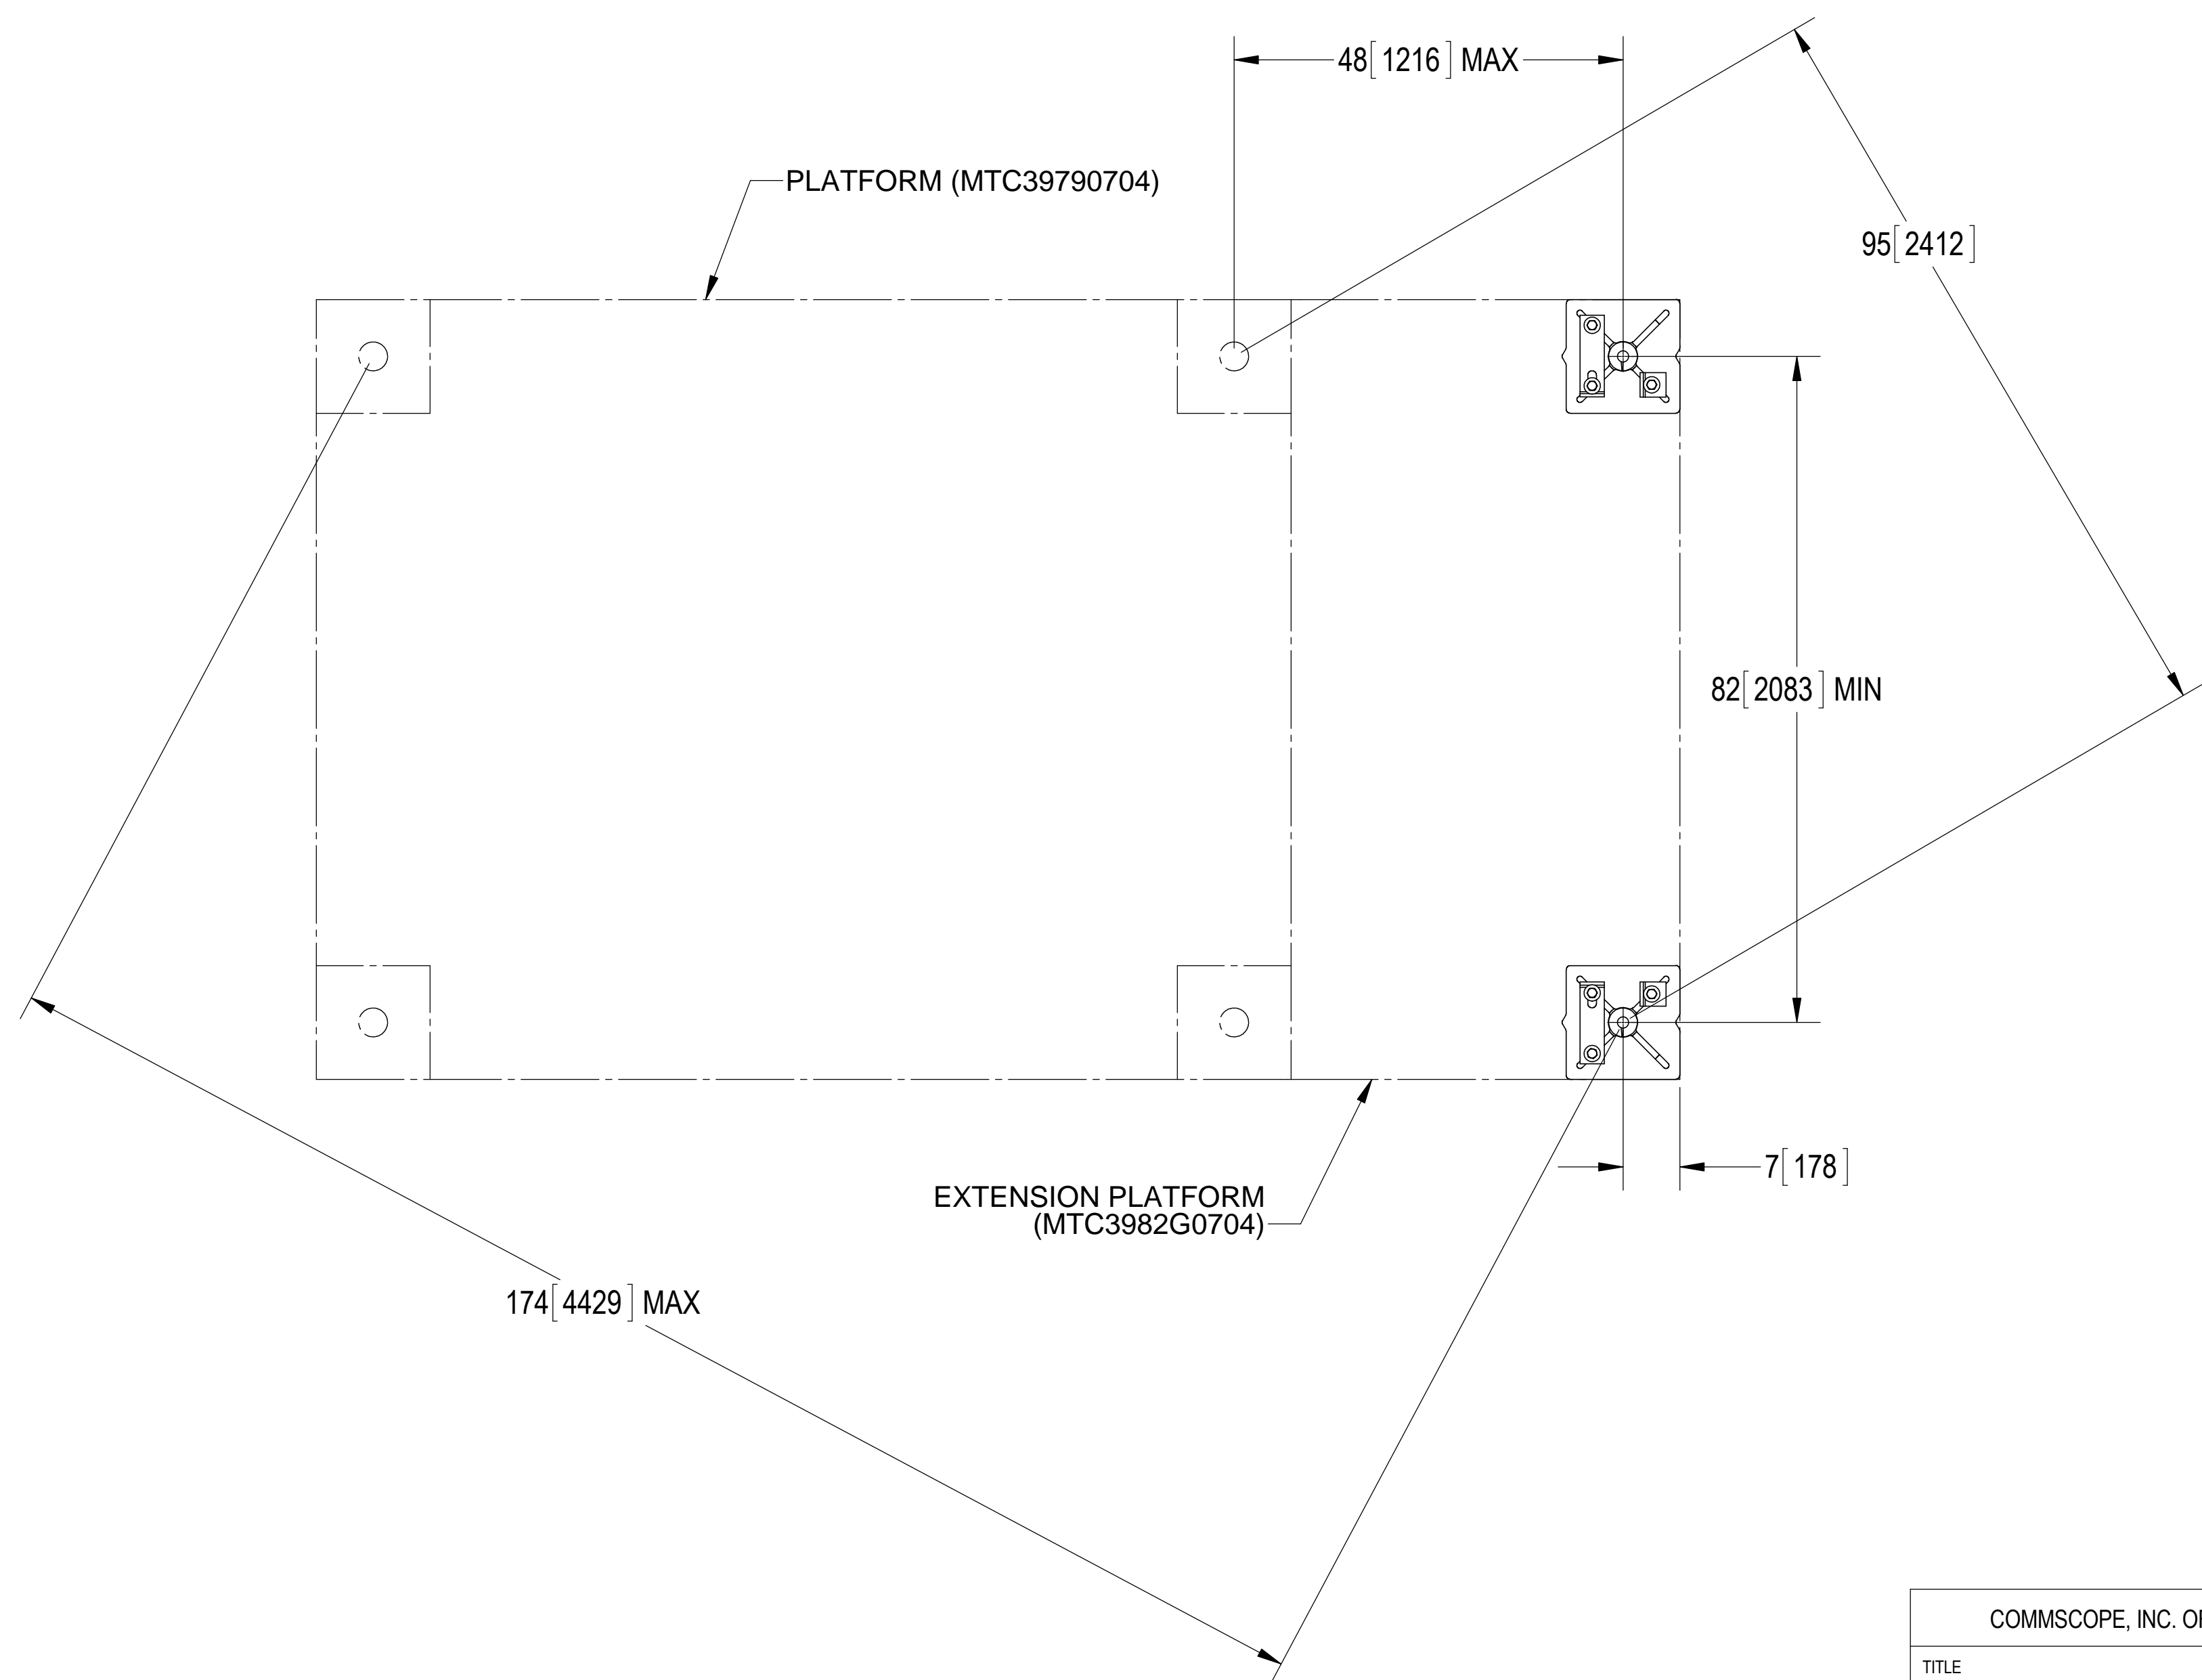 48[1216] MAX
PLATFORM (MTC39790704)
95[2412]
82[2083] MIN
7[178]
EXTENSION PLATFORM
(MTC3982G0704)
174[4429] MAX
COMMSCOPE, INC.
TITLE